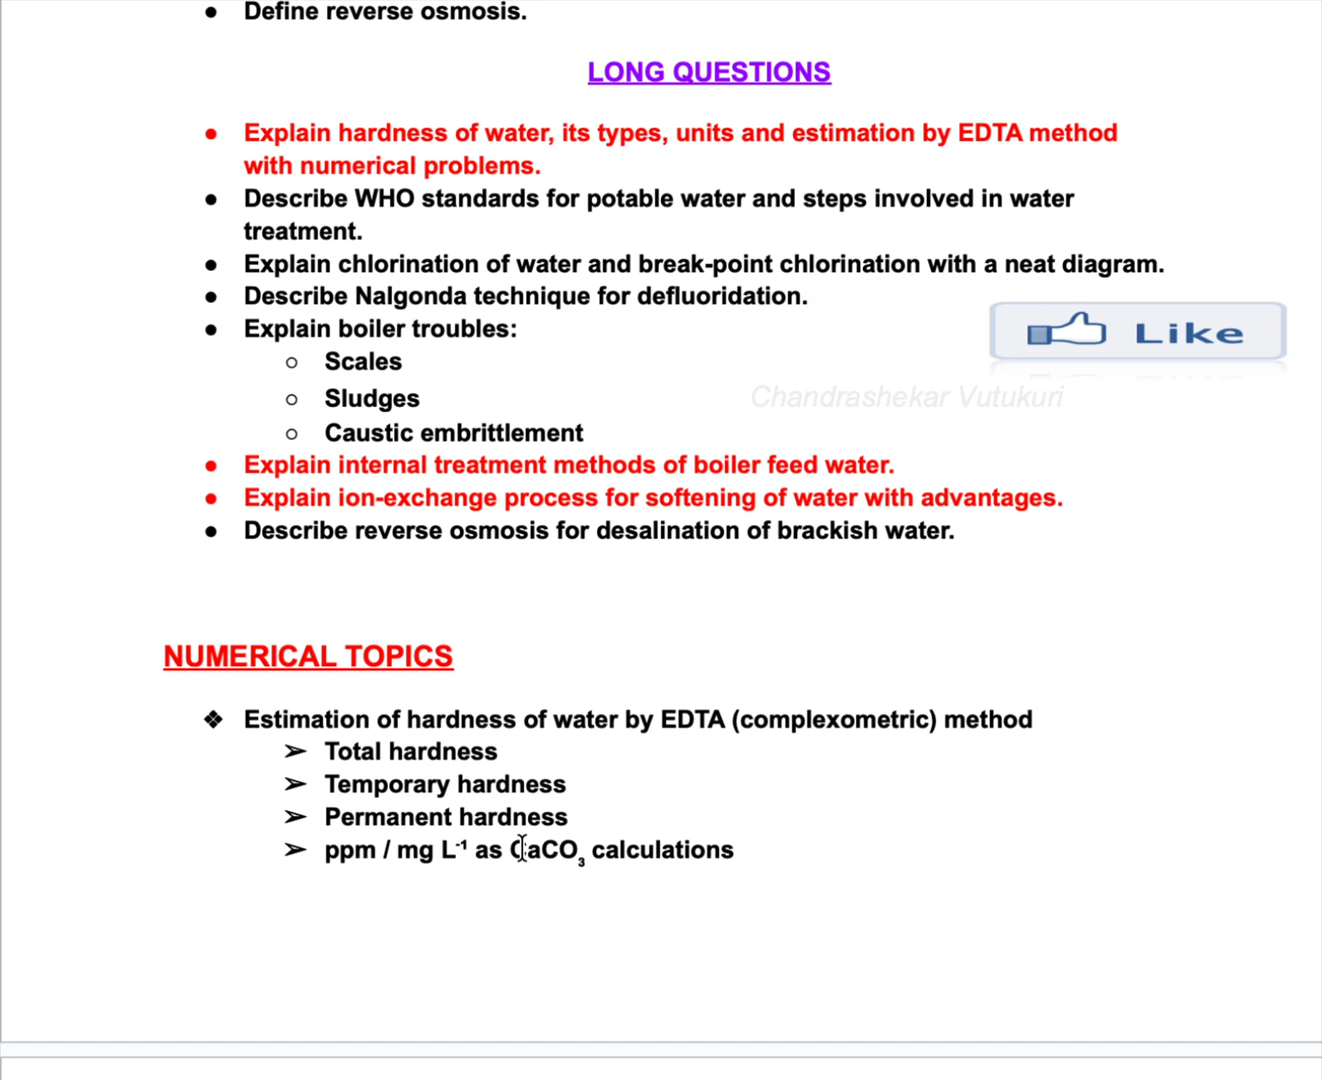 ● Define reverse osmosis.
LONG QUESTIONS
● Explain hardness of water, its types, units and estimation by EDTA method
with numerical problems.
● Describe WHO standards for potable water and steps involved in water
treatment.
● Explain chlorination of water and break-point chlorination with a neat diagram.
● Describe Nalgonda technique for defluoridation.
● Explain boiler troubles:
Like
○ Scales
○ Sludges
Chandrashekar Vutukuri
○ Caustic embrittlement
● Explain internal treatment methods of boiler feed water.
● Explain ion-exchange process for softening of water with advantages.
● Describe reverse osmosis for desalination of brackish water.
NUMERICAL TOPICS
❖ Estimation of hardness of water by EDTA (complexometric) method
➢ Total hardness
➢ Temporary hardness
➢ Permanent hardness
➢ ppm / mg L⁻¹ as CaCO₃ calculations